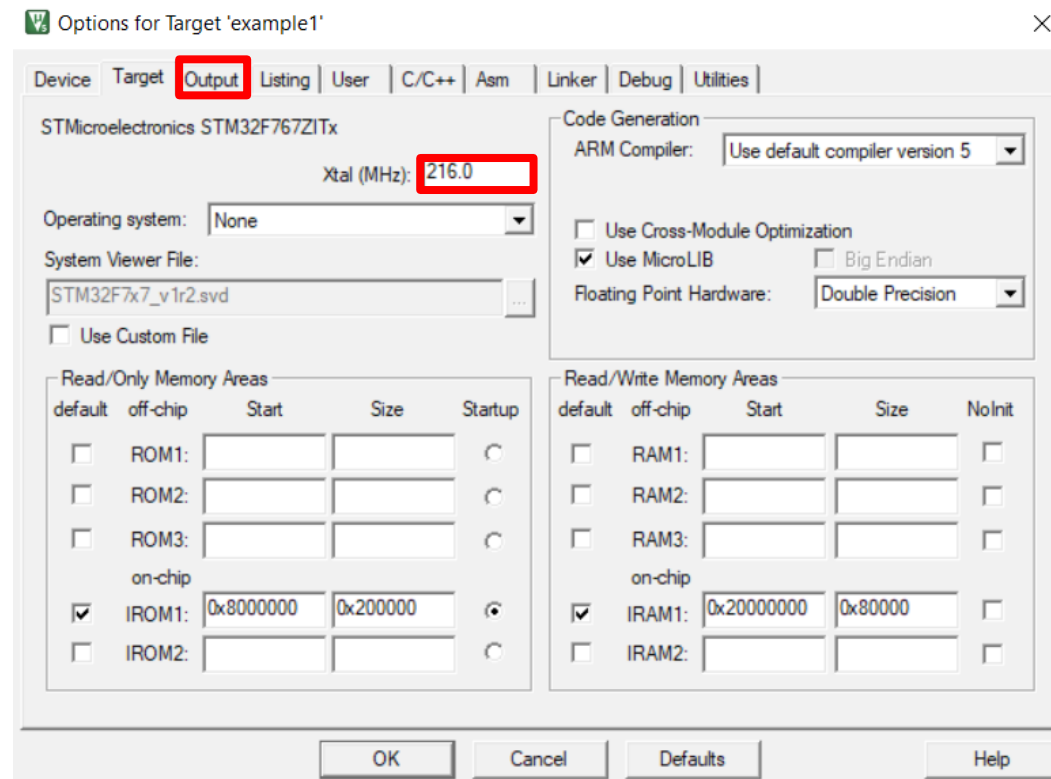 Options for Target 'example1'
Device Target Output Listing User C/C++ Asm Linker Debug Utilities
STMicroelectronics STM32F767ZITx
Xtal (MHz): 216.0
Operating system: None
System Viewer File:
STM32F7x7_v1r2.svd ...
Use Custom File
Code Generation
ARM Compiler: Use default compiler version 5
Use Cross-Module Optimization
Use MicroLIB Big Endian
Floating Point Hardware: Double Precision
Read/Only Memory Areas
default off-chip Start Size Startup
ROM1:
ROM2:
ROM3:
on-chip
IROM1: 0x8000000 0x200000
IROM2:
Read/Write Memory Areas
default off-chip Start Size NoInit
RAM1:
RAM2:
RAM3:
on-chip
IRAM1: 0x20000000 0x80000
IRAM2:
OK Cancel Defaults Help